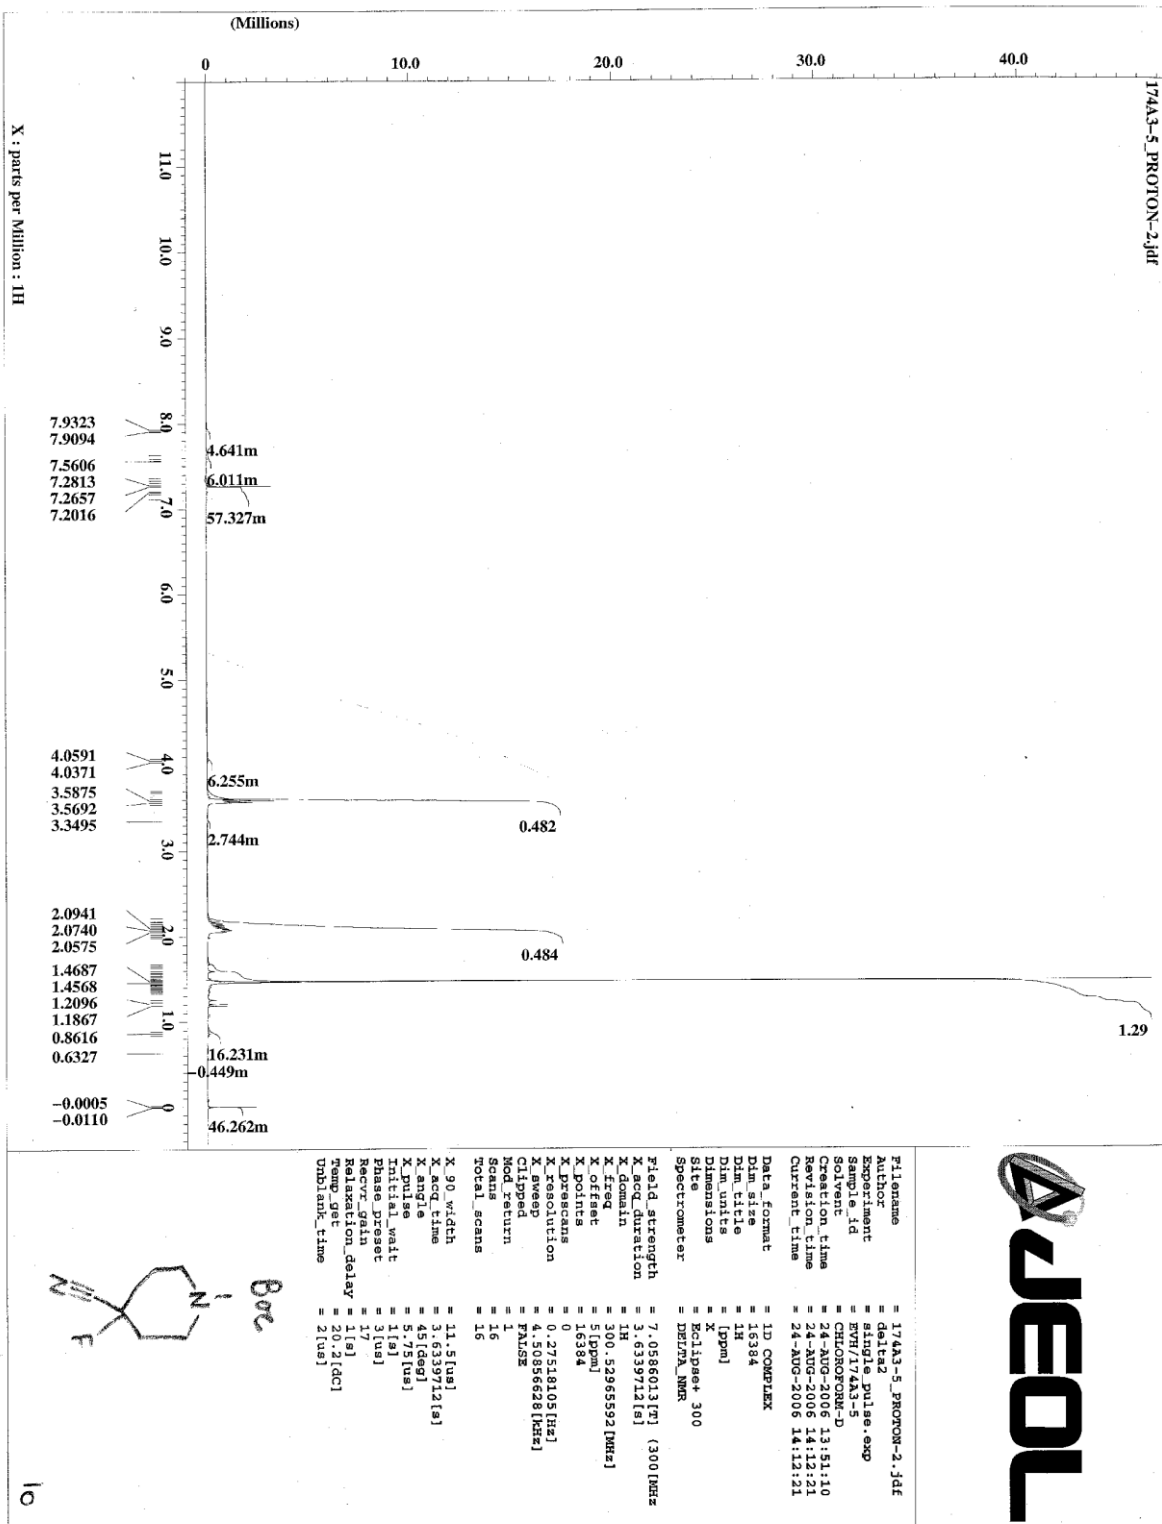 174A3-5_PROTON-2.jdf
(Millions)
0 10.0 20.0 30.0 40.0
11.0
10.0
9.0
8.0
7.0
6.0
5.0
4.0
3.0
2.0
1.0
0
X : parts per Million : 1H
7.9323
7.9094
7.5606
7.2813
7.2657
7.2016
4.0591
4.0371
3.5875
3.5692
3.3495
2.0941
2.0740
2.0575
1.4687
1.4568
1.2096
1.1867
0.8616
0.6327
-0.0005
-0.0110
4.641m
6.011m
57.327m
6.255m
0.482
2.744m
0.484
1.29
16.231m
-0.449m
46.262m
JEOL
Filename = 174A3-5_PROTON-2.jdf
Author = delta2
Experiment = single_pulse.exp
Sample_id = EVH/174A3-5
Solvent = CHLOROFORM-D
Creation_time = 24-AUG-2006 13:51:10
Revision_time = 24-AUG-2006 14:12:21
Current_time = 24-AUG-2006 14:12:21
Data_format = 1D COMPLEX
Dim_size = 16384
Dim_title = 1H
Dim_units = [ppm]
Dimensions = X
Site = Eclipse+ 300
Spectrometer = DELTA_NMR
Field_strength = 7.0586013[T] (300[MHz
X_acq_duration = 3.6339712[s]
X_domain = 1H
X_freq = 300.52965592[MHz]
X_offset = 5[ppm]
X_points = 16384
X_prescans = 0
X_resolution = 0.27518105[Hz]
X_sweep = 4.50856628[kHz]
Clipped = FALSE
Mod_return = 1
Scans = 16
Total_scans = 16
X_90_width = 11.5[us]
X_acq_time = 3.6339712[s]
X_angle = 45[deg]
X_pulse = 5.75[us]
Initial_wait = 1[s]
Phase_preset = 3[us]
Recvr_gain = 17
Relaxation_delay = 1[s]
Temp_get = 20.2[dC]
Unblank_time = 2[us]
Boc
N
N
F
10